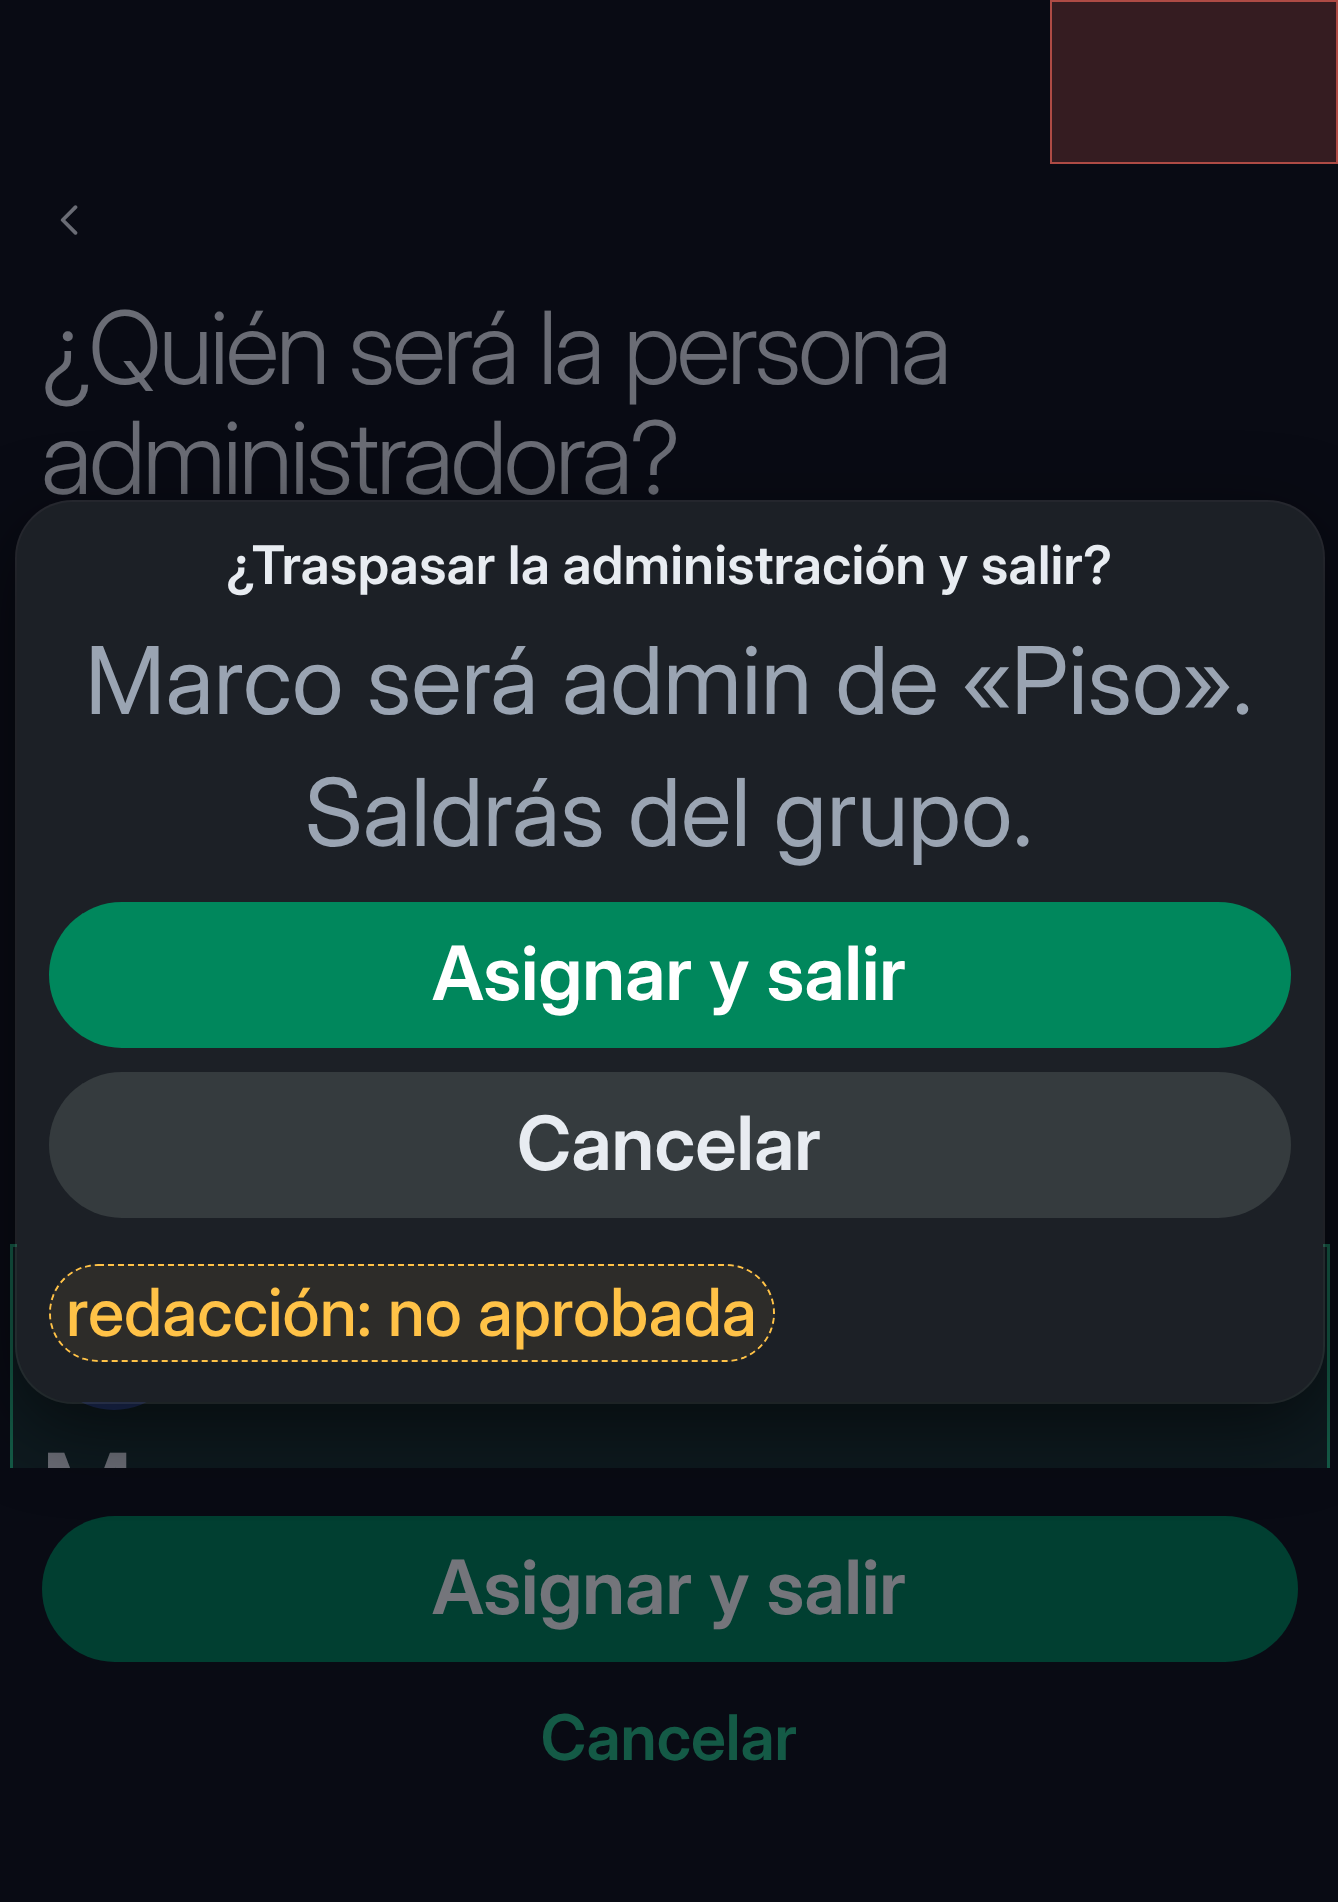 ¿Quién será la persona
administradora?
¿Traspasar la administración y salir?
Marco será admin de «Piso».
Saldrás del grupo.
Asignar y salir
Cancelar
redacción: no aprobada
Asignar y salir
Cancelar